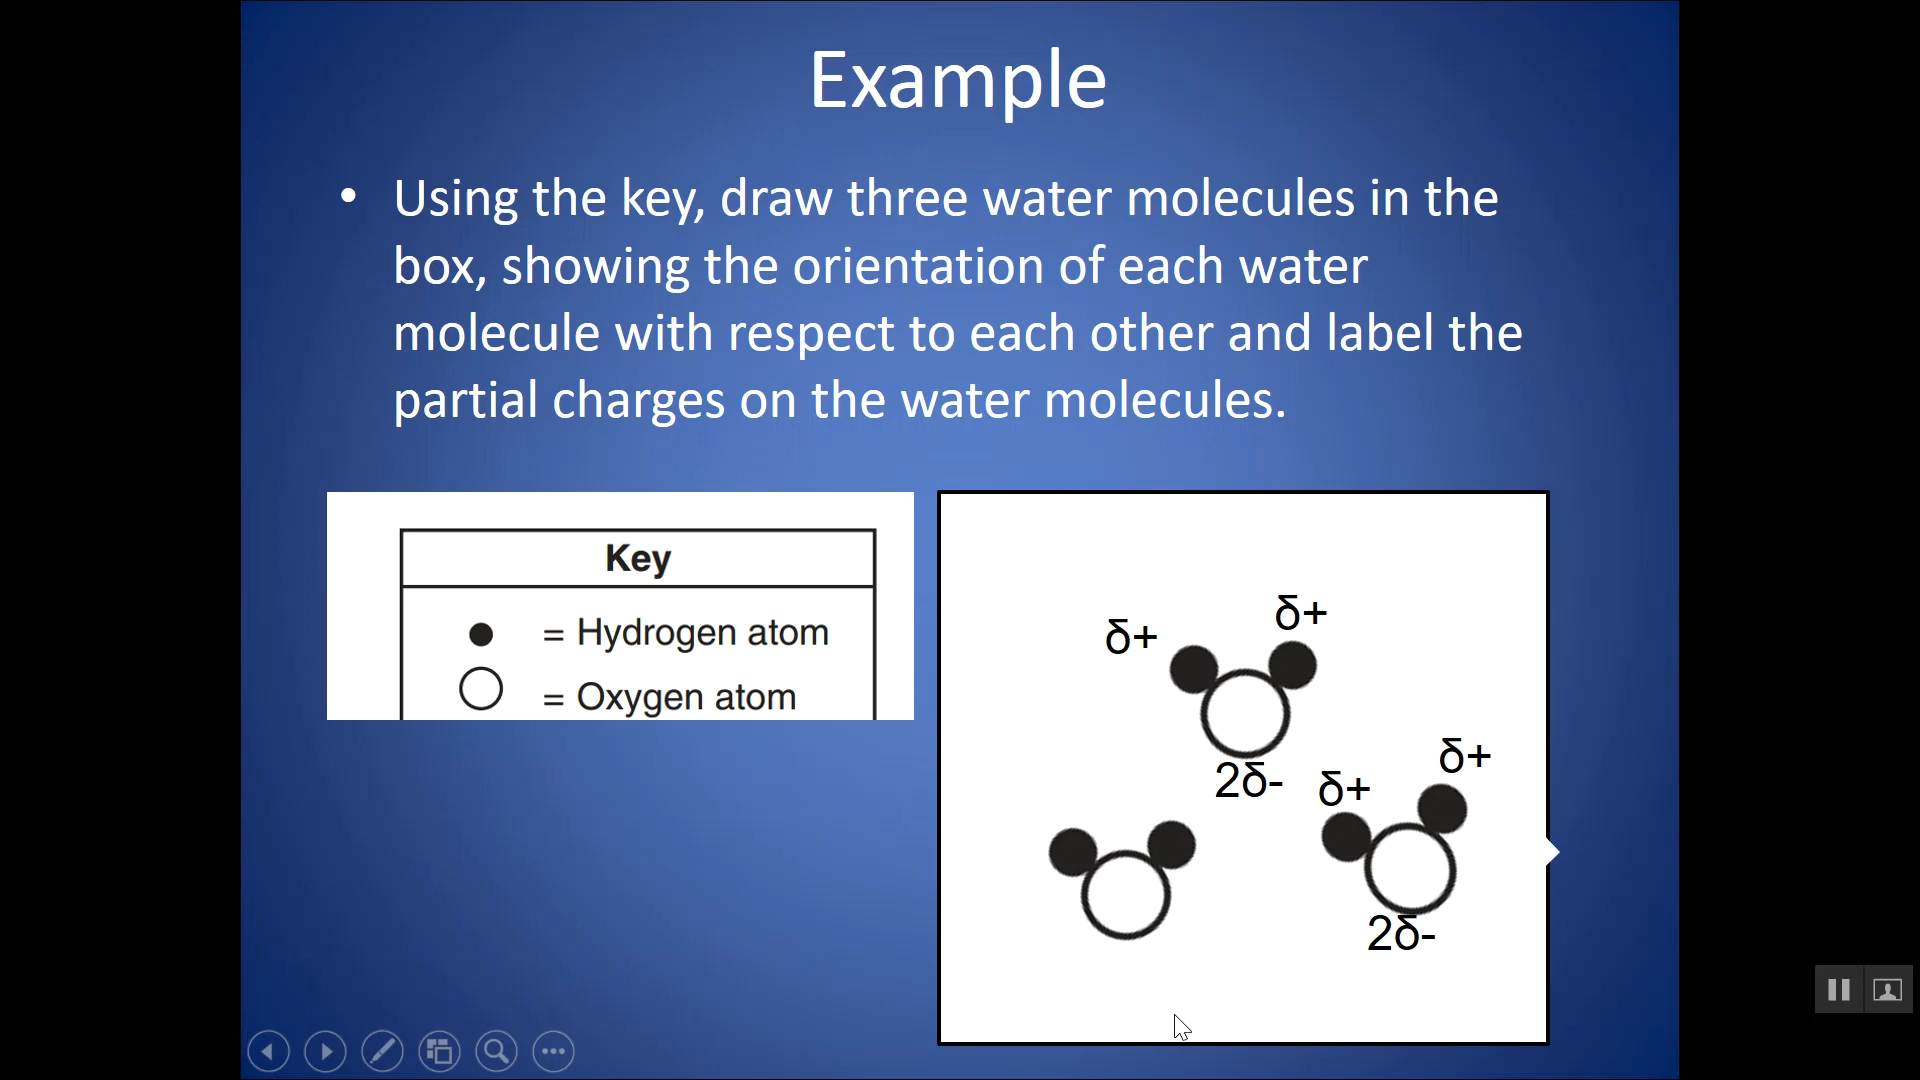 Example
• Using the key, draw three water molecules in the
box, showing the orientation of each water
molecule with respect to each other and label the
partial charges on the water molecules.
Key
= Hydrogen atom
= Oxygen atom
δ+
δ+
2δ-
δ+
δ+
2δ-